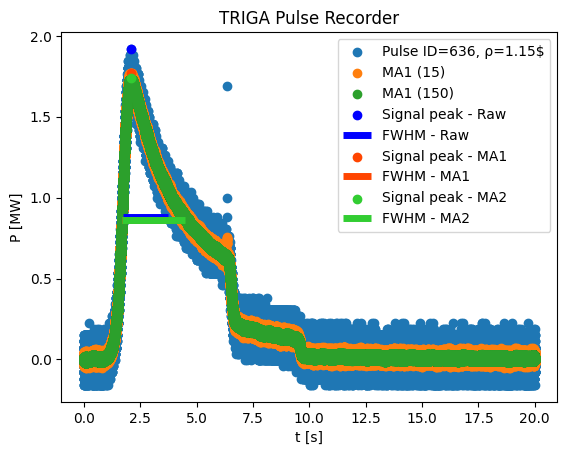 TRIGA Pulse Recorder
Pulse ID=636, ρ=1.15$
MA1 (15)
MA1 (150)
Signal peak - Raw
FWHM - Raw
Signal peak - MA1
FWHM - MA1
Signal peak - MA2
FWHM - MA2
P [MW]
2.0
1.5
1.0
0.5
0.0
0.0 2.5 5.0 7.5 10.0 12.5 15.0 17.5 20.0
t [s]